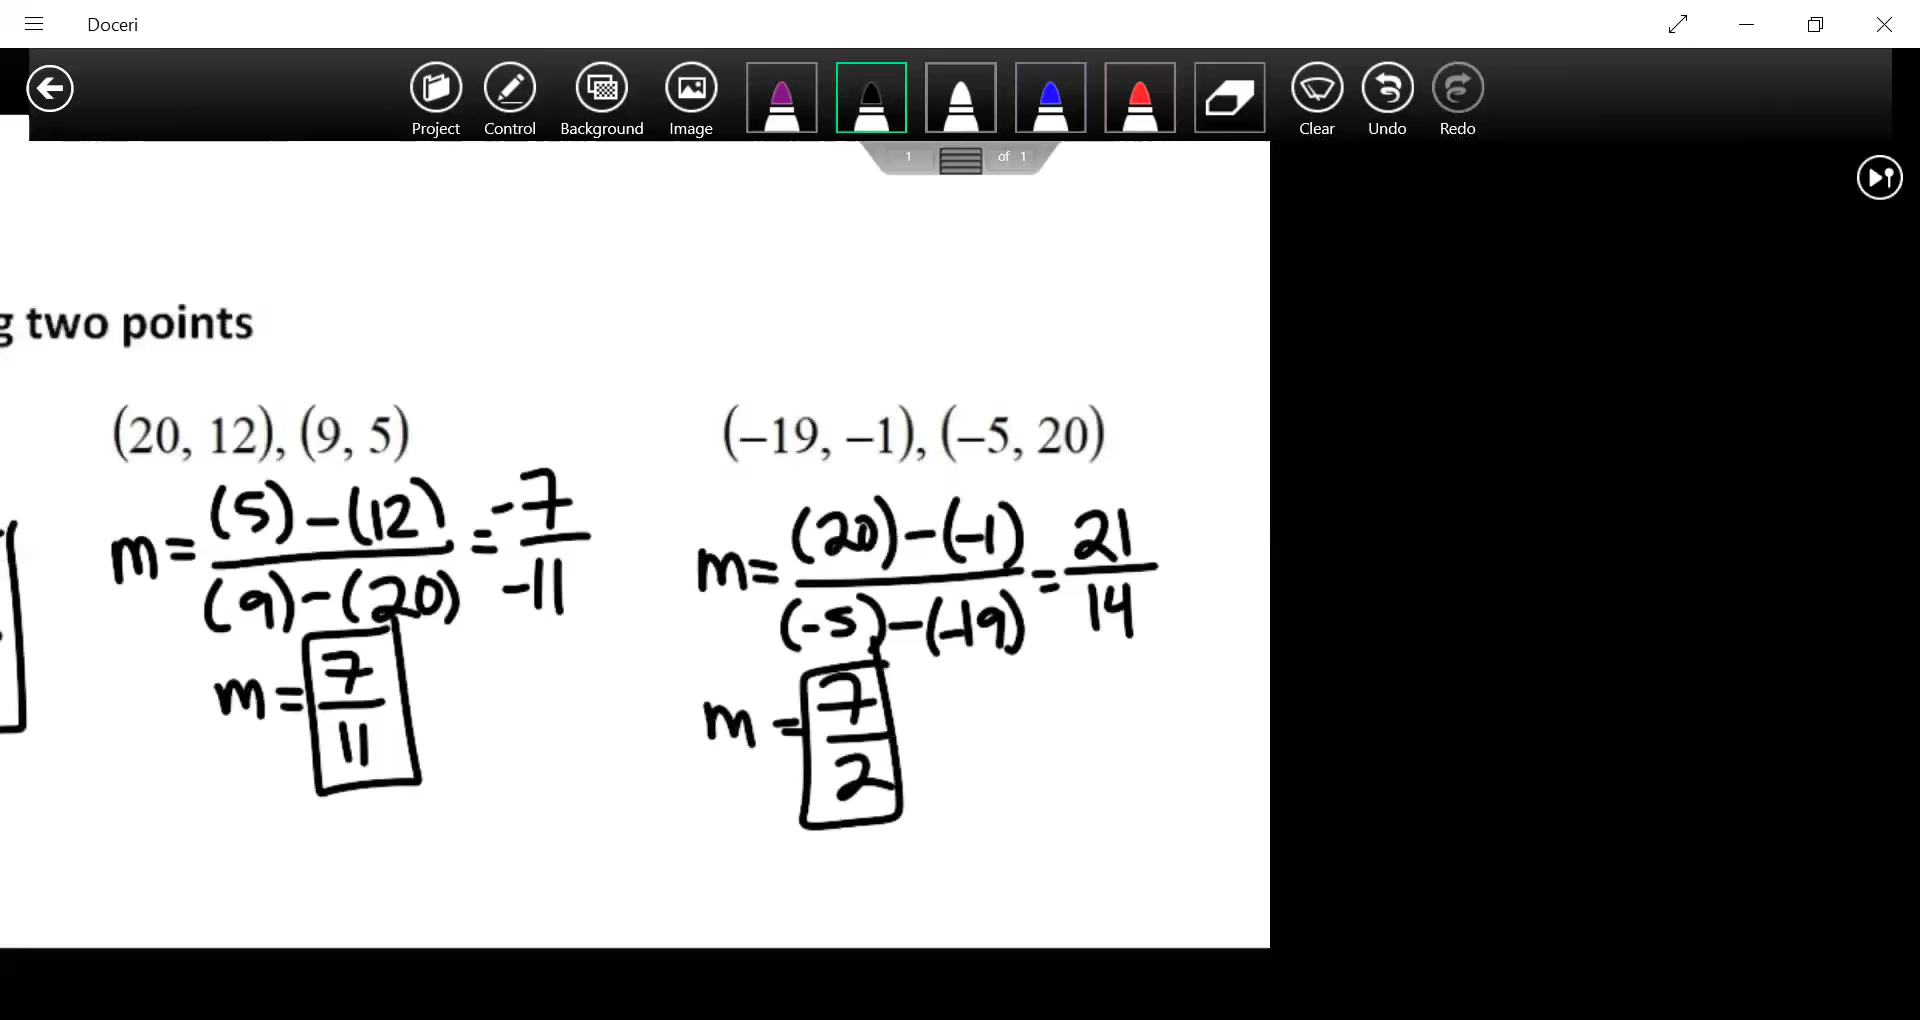 Doceri
Project Control Background Image Clear Undo Redo
1 of 1
g two points
(20, 12), (9, 5)
m = (5) - (12) / (9) - (20) = -7 / -11
m = 7 / 11
(–19, –1), (–5, 20)
m = (20) - (-1) / (-5) - (-19) = 21 / 14
m = 7 / 2